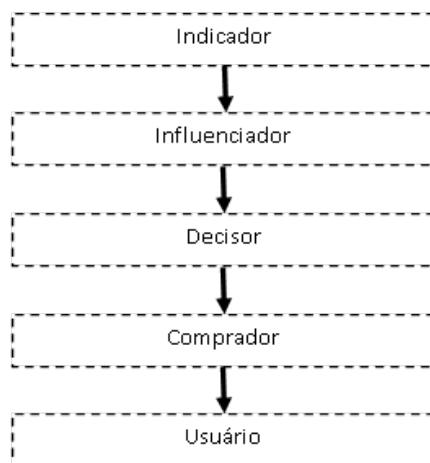 Indicador
Influenciador
Decisor
Comprador
Usuário